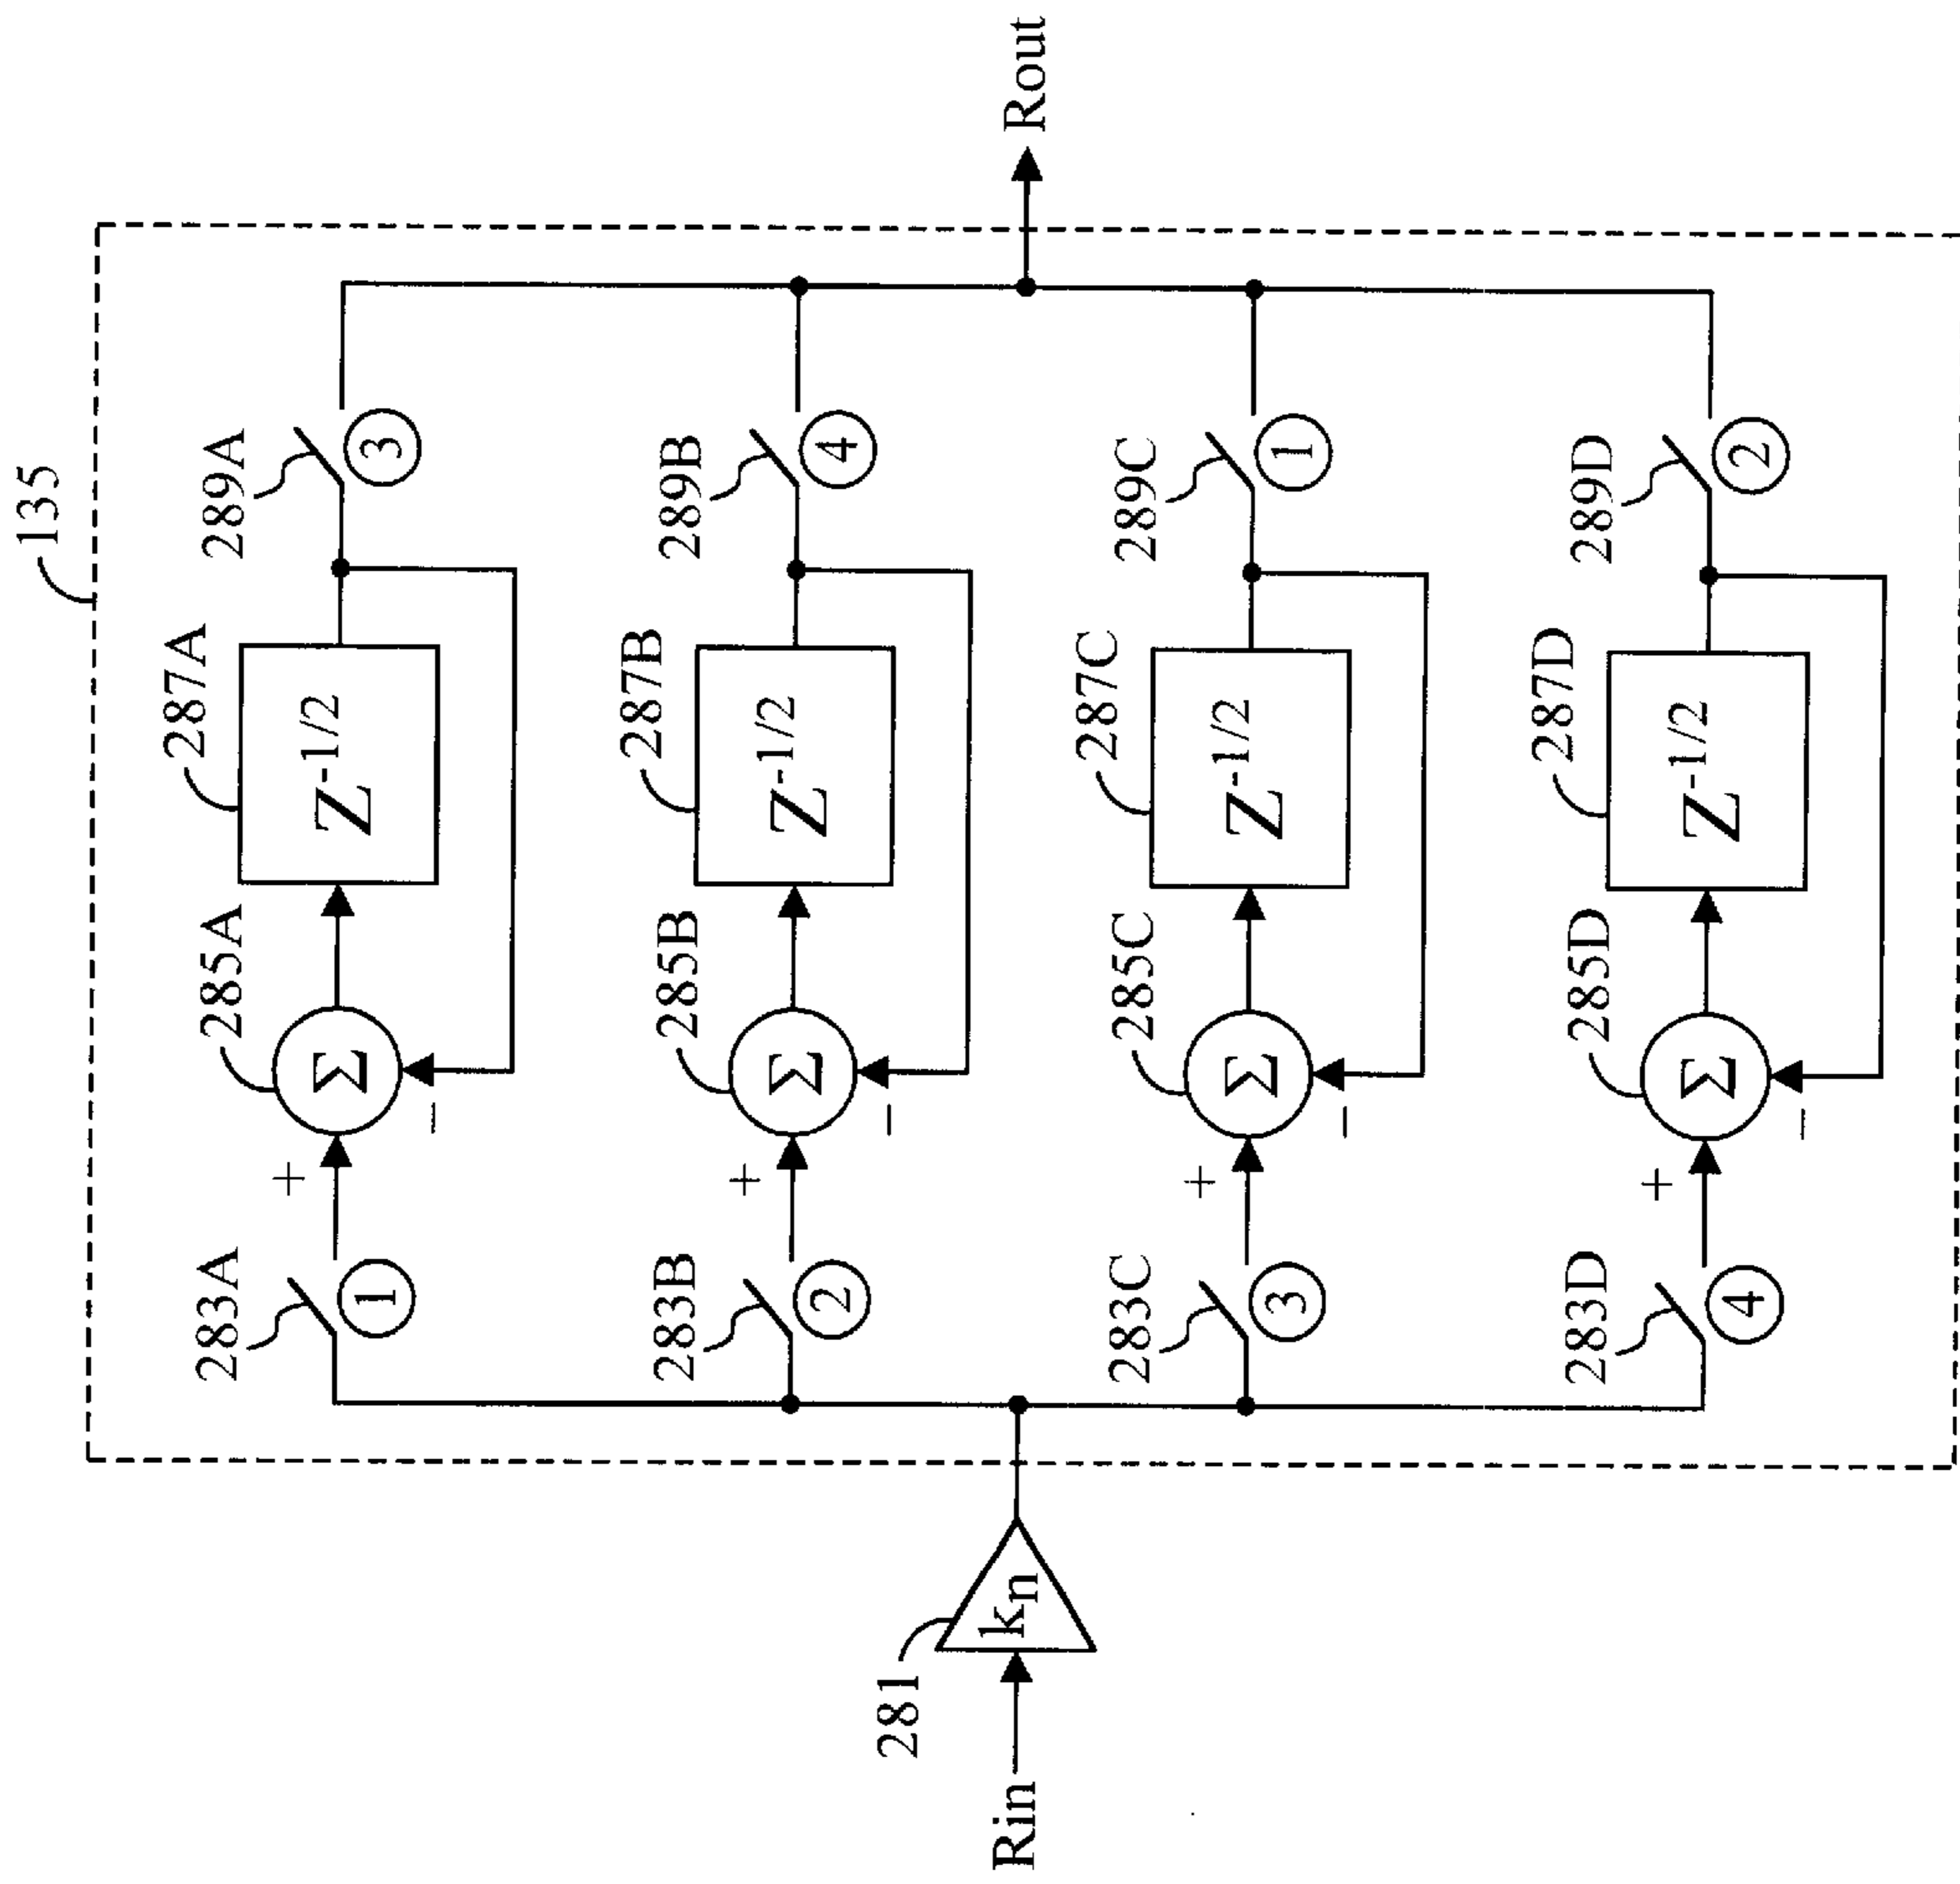 135
287A
289A
285A
283A
+
Σ
Z-1/2
3
1
−
287B
289B
285B
283B
+
Σ
Z-1/2
4
2
−
Rin
281
kn
Rout
287C
289C
285C
283C
+
Σ
Z-1/2
1
3
−
287D
289D
285D
283D
+
Σ
Z-1/2
2
4
−